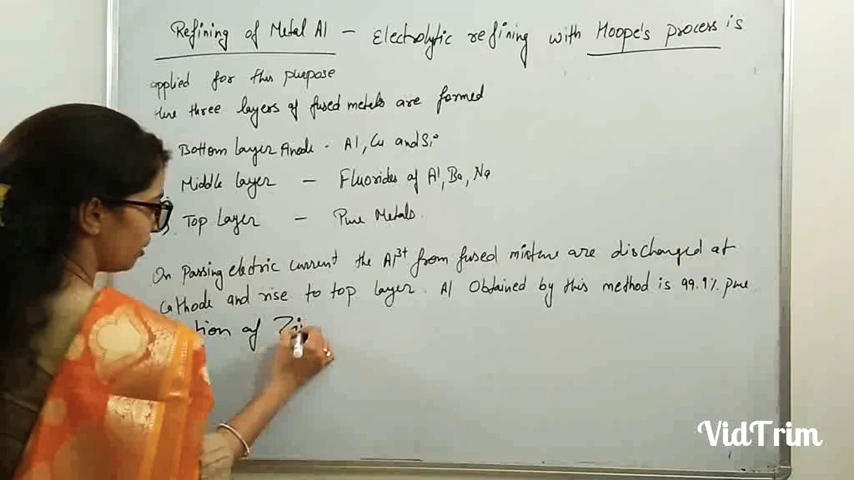 Refining of Metal Al - Electrolytic refining with Hoope's process is
applied for this purpose
Here three layers of fused metals are formed
Bottom layer Anode - Al, Cu and Si
Middle layer - Fluorides of Al, Ba, Na
Top Layer - Pure Metals.
On Passing electric current the Al3+ from fused mixture are discharged at
Cathode and rise to top layer. Al Obtained by this method is 99.9% pure
of
VidTrim